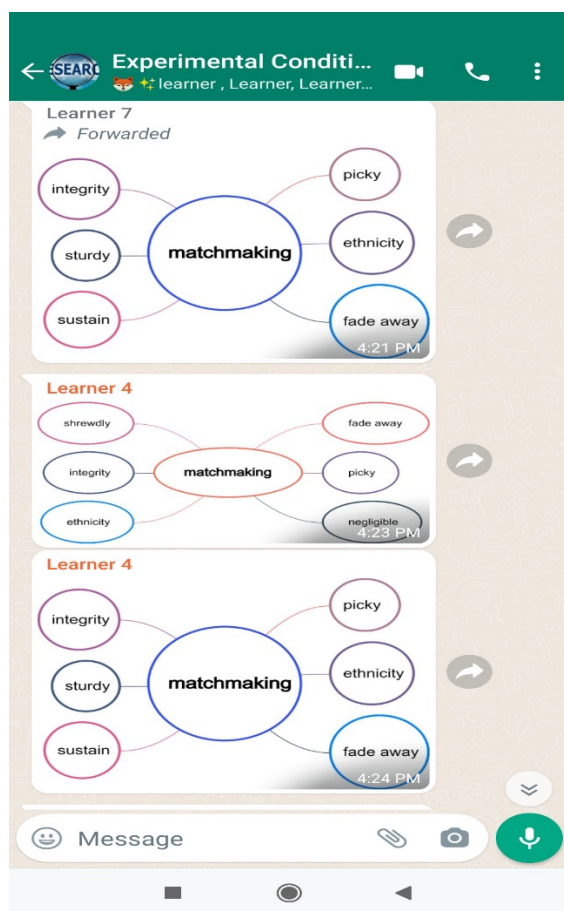 SEARC
Experimental Conditi...
learner , Learner, Learner...
Learner 7
Forwarded
integrity
picky
sturdy
matchmaking
ethnicity
sustain
fade away
4:21 PM
Learner 4
shrewdly
fade away
integrity
matchmaking
picky
ethnicity
negligible
4:23 PM
Learner 4
integrity
picky
sturdy
matchmaking
ethnicity
sustain
fade away
4:24 PM
Message